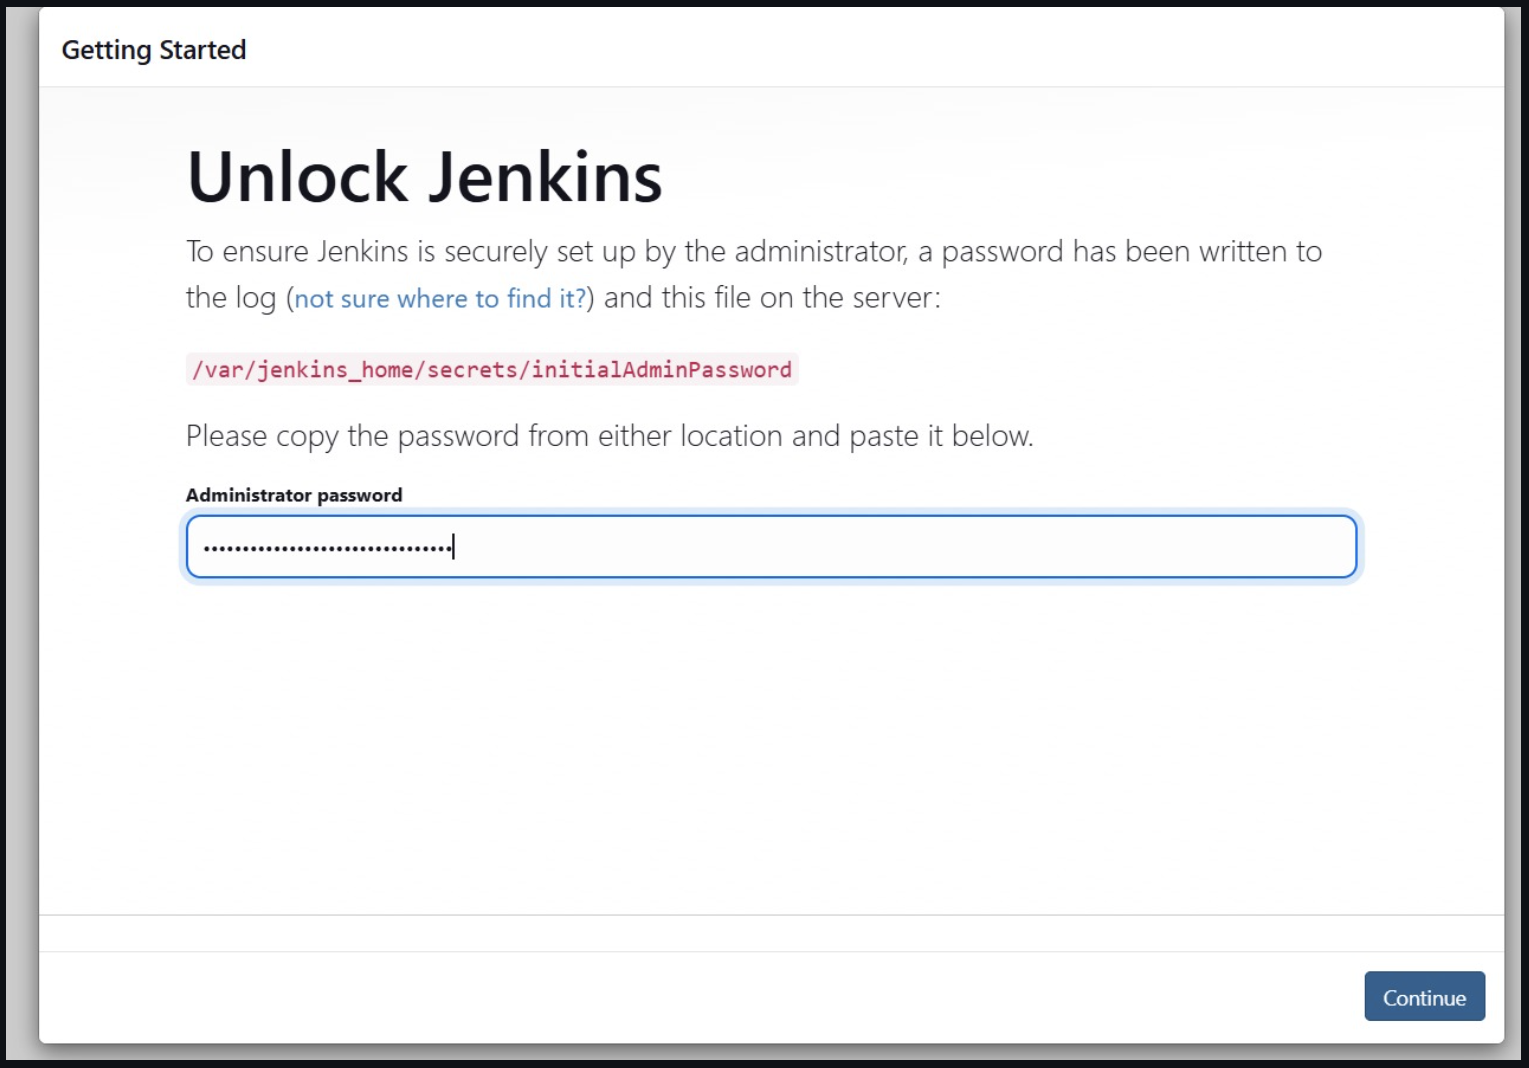 Getting Started
Unlock Jenkins
To ensure Jenkins is securely set up by the administrator, a password has been written to
the log (not sure where to find it?) and this file on the server:
/var/jenkins_home/secrets/initialAdminPassword
Please copy the password from either location and paste it below.
Administrator password
••••••••••••••••••••••••••••••••
Continue